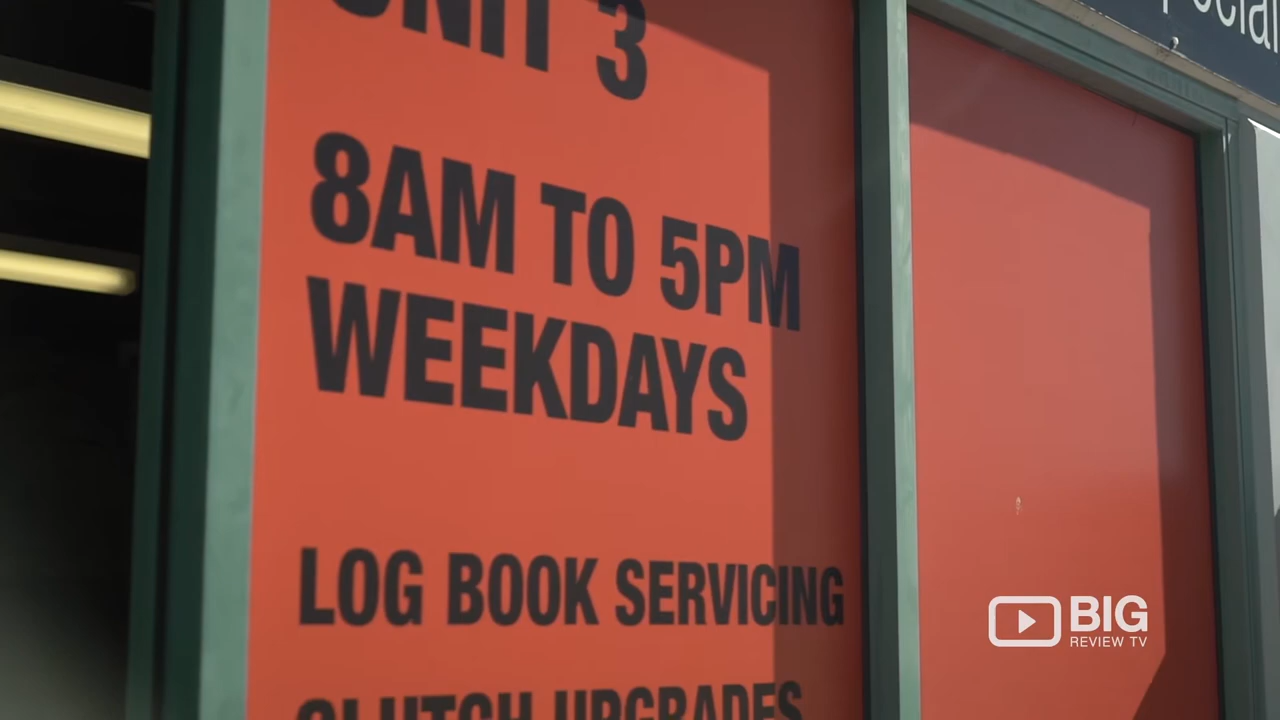 UNIT 3
8AM TO 5PM
WEEKDAYS
LOG BOOK SERVICING
CLUTCH UPGRADES
BIG
REVIEW TV